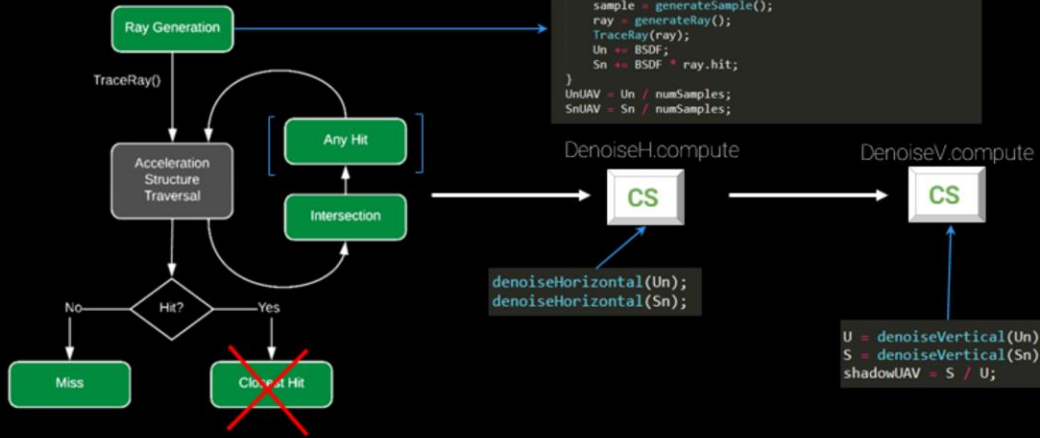 sample = generateSample();
ray = generateRay();
TraceRay(ray);
Un += BSDF;
Sn += BSDF * ray.hit;
}
UnUAV = Un / numSamples;
SnUAV = Sn / numSamples;
Ray Generation
TraceRay()
Any Hit
Acceleration
Structure
Traversal
Intersection
Hit?
No
Yes
Miss
Closest Hit
DenoiseH.compute
CS
denoiseHorizontal(Un);
denoiseHorizontal(Sn);
DenoiseV.compute
CS
U = denoiseVertical(Un)
S = denoiseVertical(Sn)
shadowUAV = S / U;